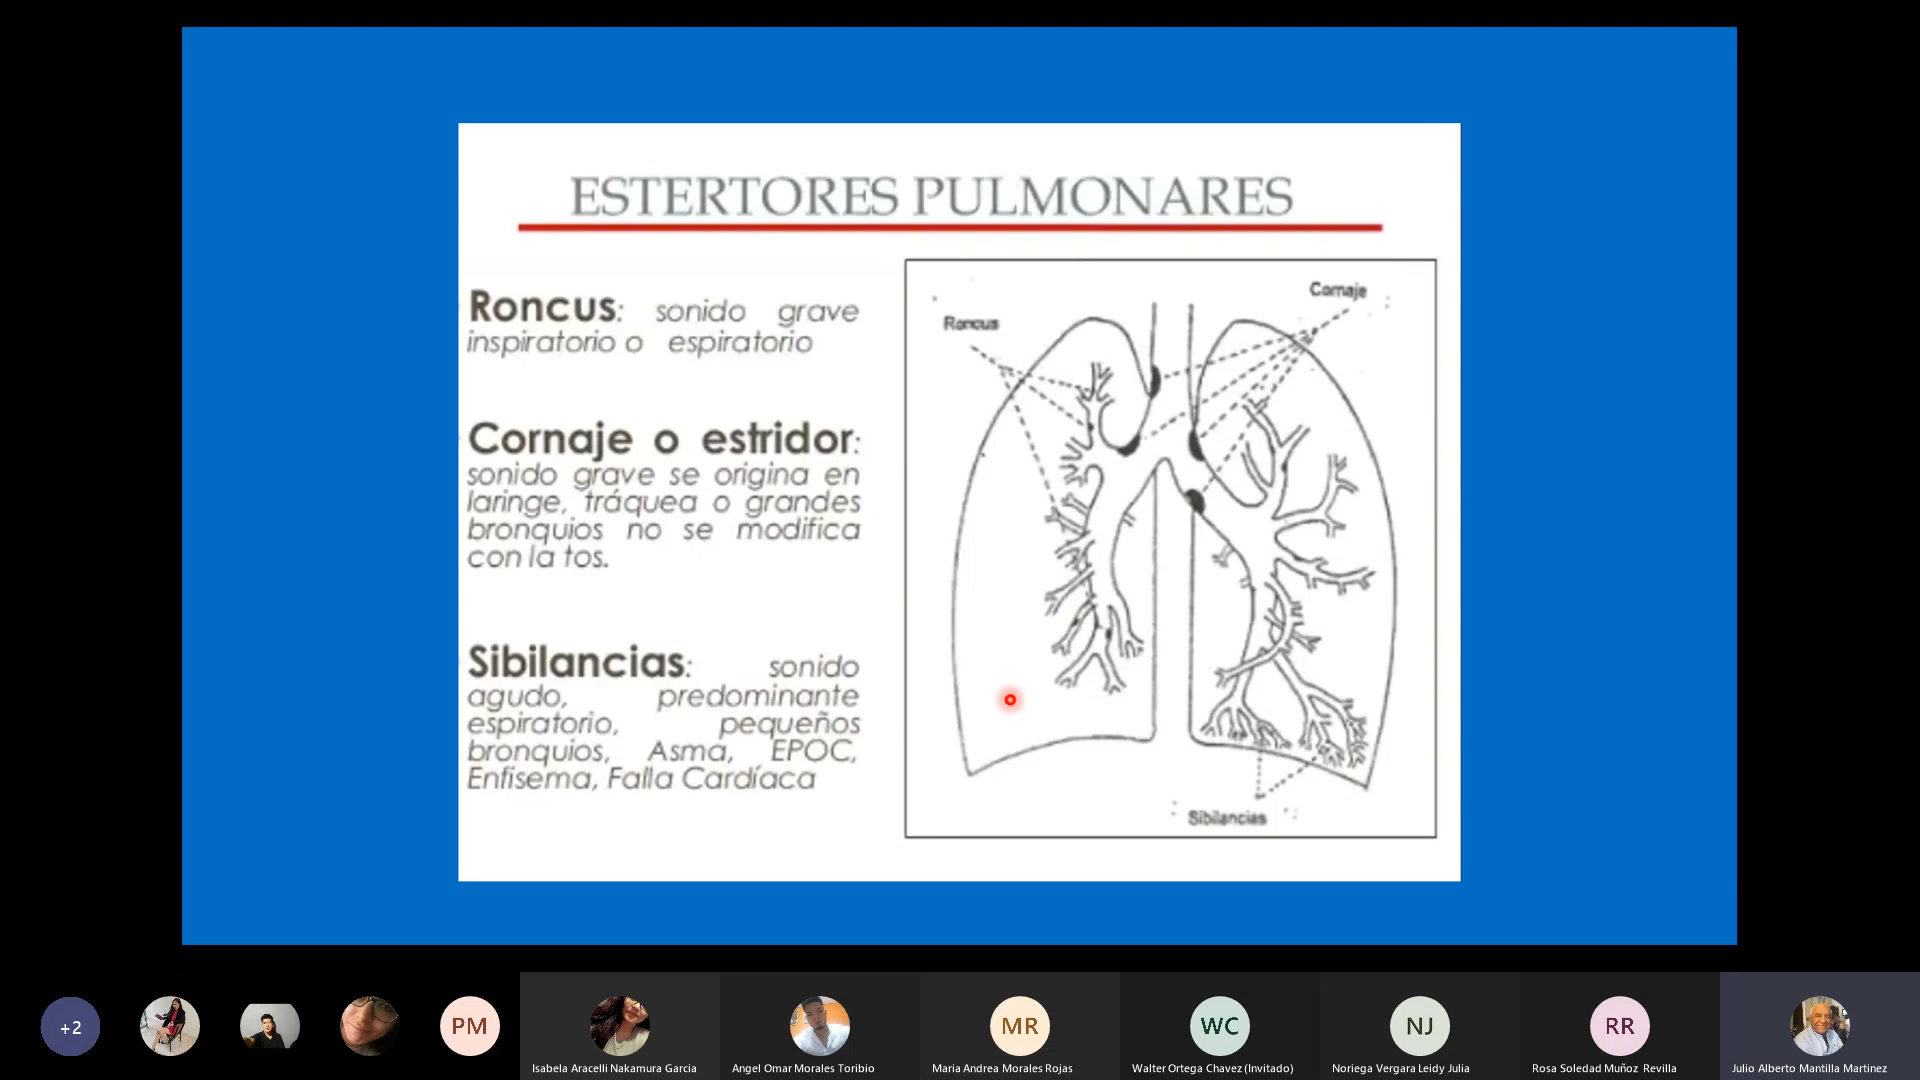 ESTERTORES PULMONARES
Roncus: sonido grave
inspiratorio o espiratorio
Cornaje o estridor:
sonido grave se origina en
laringe, tráquea o grandes
bronquios no se modifica
con la tos.
Sibilancias: sonido
agudo, predominante
espiratorio, pequeños
bronquios, Asma, EPOC,
Enfisema, Falla Cardíaca
Roncus
Cornaje
Sibilancias
+2
PM
MR
WC
NJ
RR
Isabela Aracelli Nakamura Garcia
Angel Omar Morales Toribio
Maria Andrea Morales Rojas
Walter Ortega Chavez (Invitado)
Noriega Vergara Leidy Julia
Rosa Soledad Muñoz Revilla
Julio Alberto Mantilla Martinez